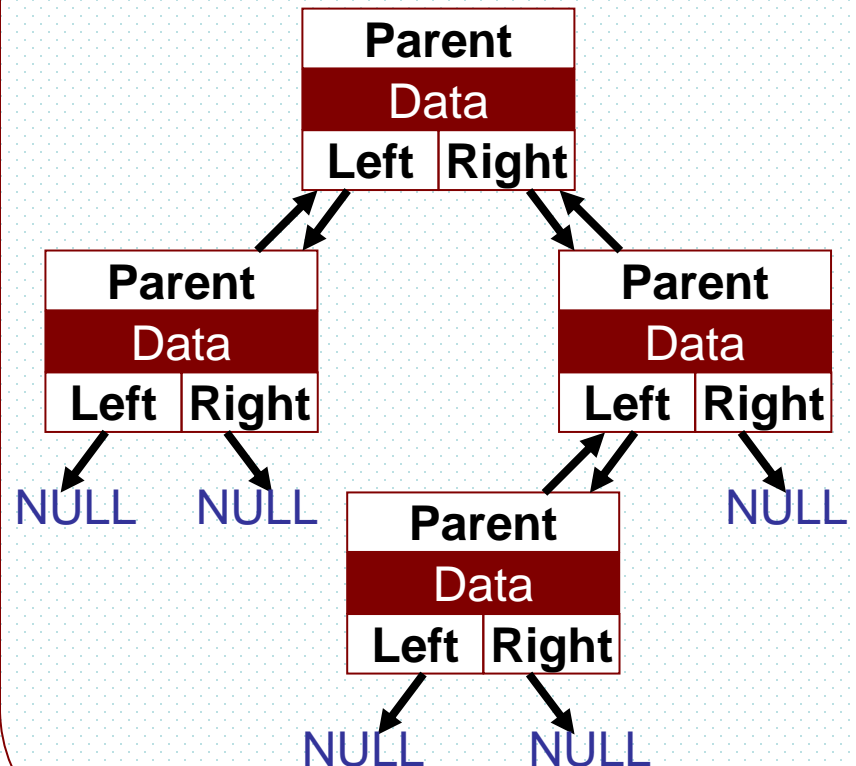 Parent
Data
Left Right
Parent Parent
Data Data
Left Right Left Right
NULL NULL NULL
Parent
Data
Left Right
NULL NULL